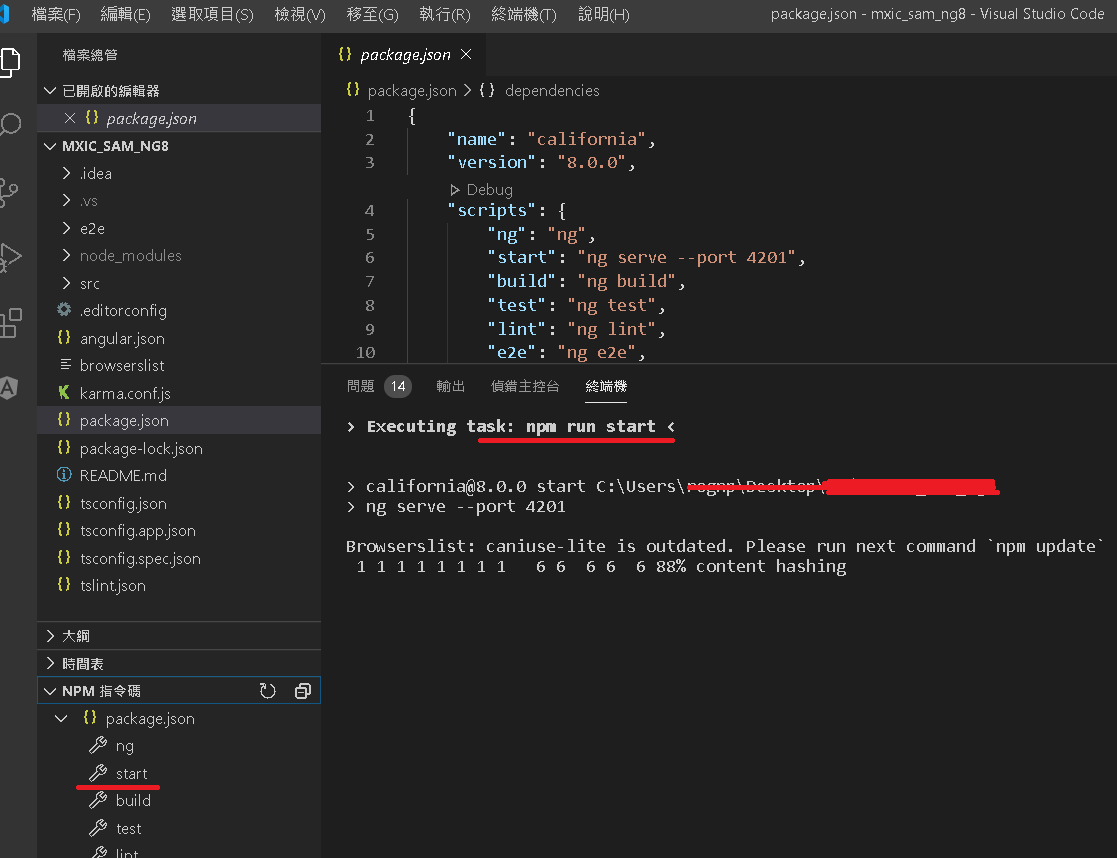 檔案(F) 編輯(E) 選取項目(S) 檢視(V) 移至(G) 執行(R) 終端機(T) 說明(H) package.json - mxic_sam_ng8 - Visual Studio Code
檔案總管
已開啟的編輯器
package.json
MXIC_SAM_NG8
.idea
.vs
e2e
node_modules
src
.editorconfig
angular.json
browserslist
karma.conf.js
package.json
package-lock.json
README.md
tsconfig.json
tsconfig.app.json
tsconfig.spec.json
tslint.json
大綱
時間表
NPM 指令碼
package.json
ng
start
build
test
lint
package.json
package.json > {} dependencies
1 {
2 "name": "california",
3 "version": "8.0.0",
Debug
4 "scripts": {
5 "ng": "ng",
6 "start": "ng serve --port 4201",
7 "build": "ng build",
8 "test": "ng test",
9 "lint": "ng lint",
10 "e2e": "ng e2e",
問題 14 輸出 偵錯主控台 終端機
> Executing task: npm run start <
> california@8.0.0 start C:\Users\
> ng serve --port 4201
Browserslist: caniuse-lite is outdated. Please run next command `npm update`
1 1 1 1 1 1 1 1 6 6 6 6 6 88% content hashing